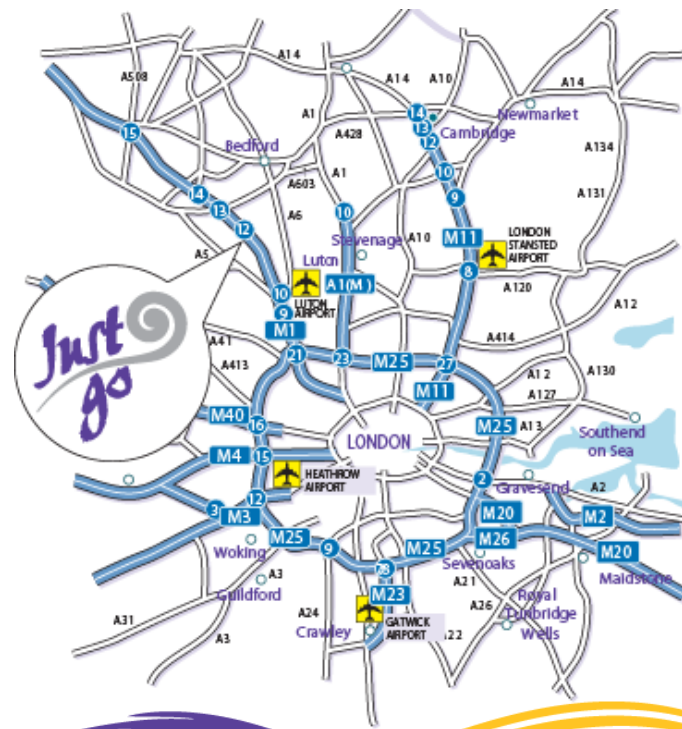 A508
A14
A14
A10
A14
15
A1
14
13
12
Cambridge
Newmarket
Bedford
A428
A134
A603
A1
10
A131
14
13
12
A6
10
9
M11
LONDON
STANSTED
AIRPORT
Stevenage
A10
A5
Luton
8
10
LUTON
AIRPORT
A1(M)
A120
A12
9
M1
A414
Just
go
A41
A413
21
23
M25
27
M11
A12
A130
A127
M40
16
M25
A13
LONDON
Southend
on Sea
M4
15
HEATHROW
AIRPORT
2
Gravesend
A2
12
3
M3
M20
M2
M25
M26
Woking
9
M25
M20
28
Sevenoaks
Maidstone
A3
Guildford
M23
A21
Royal
Tunbridge
Wells
A24
A26
A31
Crawley
GATWICK
AIRPORT
A22
A3